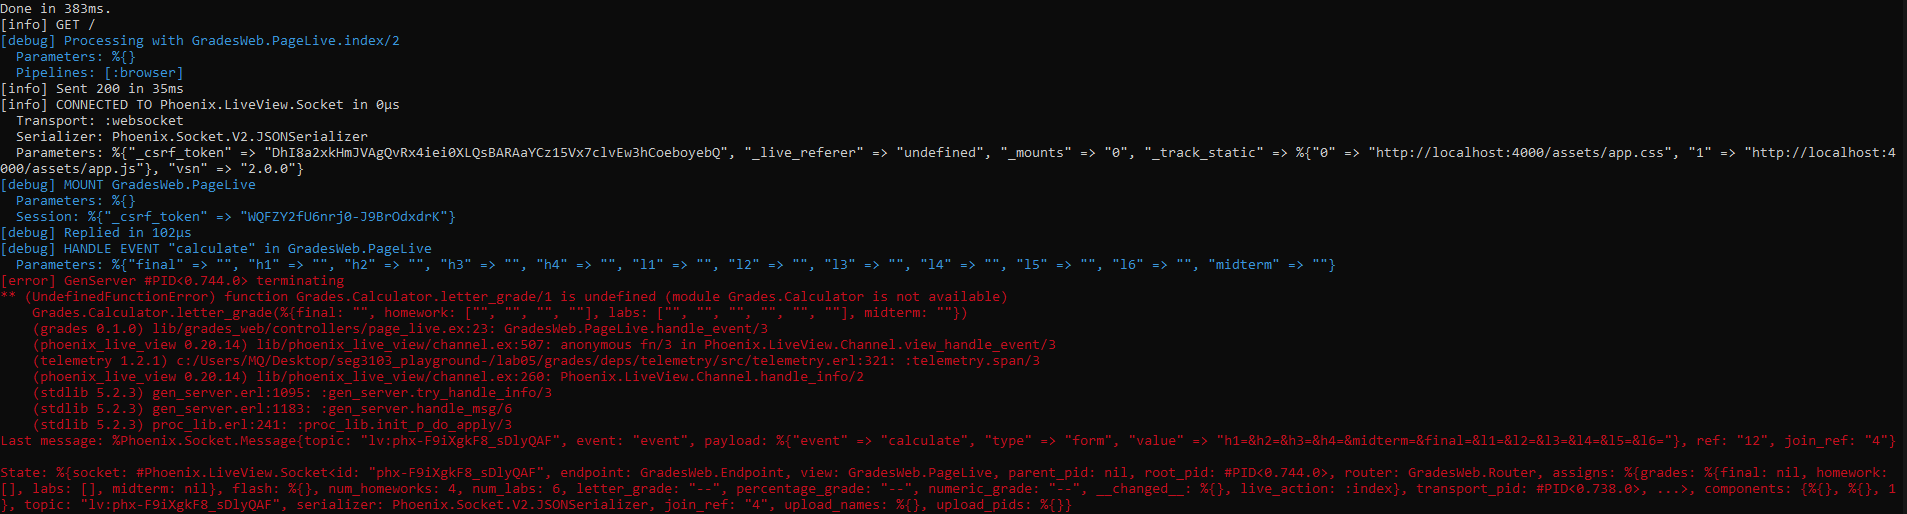 Done in 383ms.
[info] GET /
[debug] Processing with GradesWeb.PageLive.index/2
  Parameters: %{}
  Pipelines: [:browser]
[info] Sent 200 in 35ms
[info] CONNECTED TO Phoenix.LiveView.Socket in 0µs
  Transport: :websocket
  Serializer: Phoenix.Socket.V2.JSONSerializer
  Parameters: %{"_csrf_token" => "DhI8a2xkHmJVAgQvRx4iei0XLQsBARAaYCz15Vx7clvEw3hCoeboyebQ", "_live_referer" => "undefined", "_mounts" => "0", "_track_static" => %{"0" => "http://localhost:4000/assets/app.css", "1" => "http://localhost:4
000/assets/app.js"}, "vsn" => "2.0.0"}
[debug] MOUNT GradesWeb.PageLive
  Parameters: %{}
  Session: %{"_csrf_token" => "WQFZY2fU6nrj0-J9BrOdxdrK"}
[debug] Replied in 102µs
[debug] HANDLE EVENT "calculate" in GradesWeb.PageLive
  Parameters: %{"final" => "", "h1" => "", "h2" => "", "h3" => "", "h4" => "", "l1" => "", "l2" => "", "l3" => "", "l4" => "", "l5" => "", "l6" => "", "midterm" => ""}
[error] GenServer #PID<0.744.0> terminating
** (UndefinedFunctionError) function Grades.Calculator.letter_grade/1 is undefined (module Grades.Calculator is not available)
    Grades.Calculator.letter_grade(%{final: "", homework: ["", "", "", ""], labs: ["", "", "", "", "", ""], midterm: ""})
    (grades 0.1.0) lib/grades_web/controllers/page_live.ex:23: GradesWeb.PageLive.handle_event/3
    (phoenix_live_view 0.20.14) lib/phoenix_live_view/channel.ex:507: anonymous fn/3 in Phoenix.LiveView.Channel.view_handle_event/3
    (telemetry 1.2.1) c:/Users/MQ/Desktop/seg3103_playground-/lab05/grades/deps/telemetry/src/telemetry.erl:321: :telemetry.span/3
    (phoenix_live_view 0.20.14) lib/phoenix_live_view/channel.ex:260: Phoenix.LiveView.Channel.handle_info/2
    (stdlib 5.2.3) gen_server.erl:1095: :gen_server.try_handle_info/3
    (stdlib 5.2.3) gen_server.erl:1183: :gen_server.handle_msg/6
    (stdlib 5.2.3) proc_lib.erl:241: :proc_lib.init_p_do_apply/3
Last message: %Phoenix.Socket.Message{topic: "lv:phx-F9iXgkF8_sDlyQAF", event: "event", payload: %{"event" => "calculate", "type" => "form", "value" => "h1=&h2=&h3=&h4=&midterm=&final=&l1=&l2=&l3=&l4=&l5=&l6="}, ref: "12", join_ref: "4"}
State: %{socket: #Phoenix.LiveView.Socket<id: "phx-F9iXgkF8_sDlyQAF", endpoint: GradesWeb.Endpoint, view: GradesWeb.PageLive, parent_pid: nil, root_pid: #PID<0.744.0>, router: GradesWeb.Router, assigns: %{grades: %{final: nil, homework:
[], labs: [], midterm: nil}, flash: %{}, num_homeworks: 4, num_labs: 6, letter_grade: "--", percentage_grade: "--", numeric_grade: "--", __changed__: %{}, live_action: :index}, transport_pid: #PID<0.738.0>, ...>, components: {%{}, %{}, 1
}, topic: "lv:phx-F9iXgkF8_sDlyQAF", serializer: Phoenix.Socket.V2.JSONSerializer, join_ref: "4", upload_names: %{}, upload_pids: %{}}